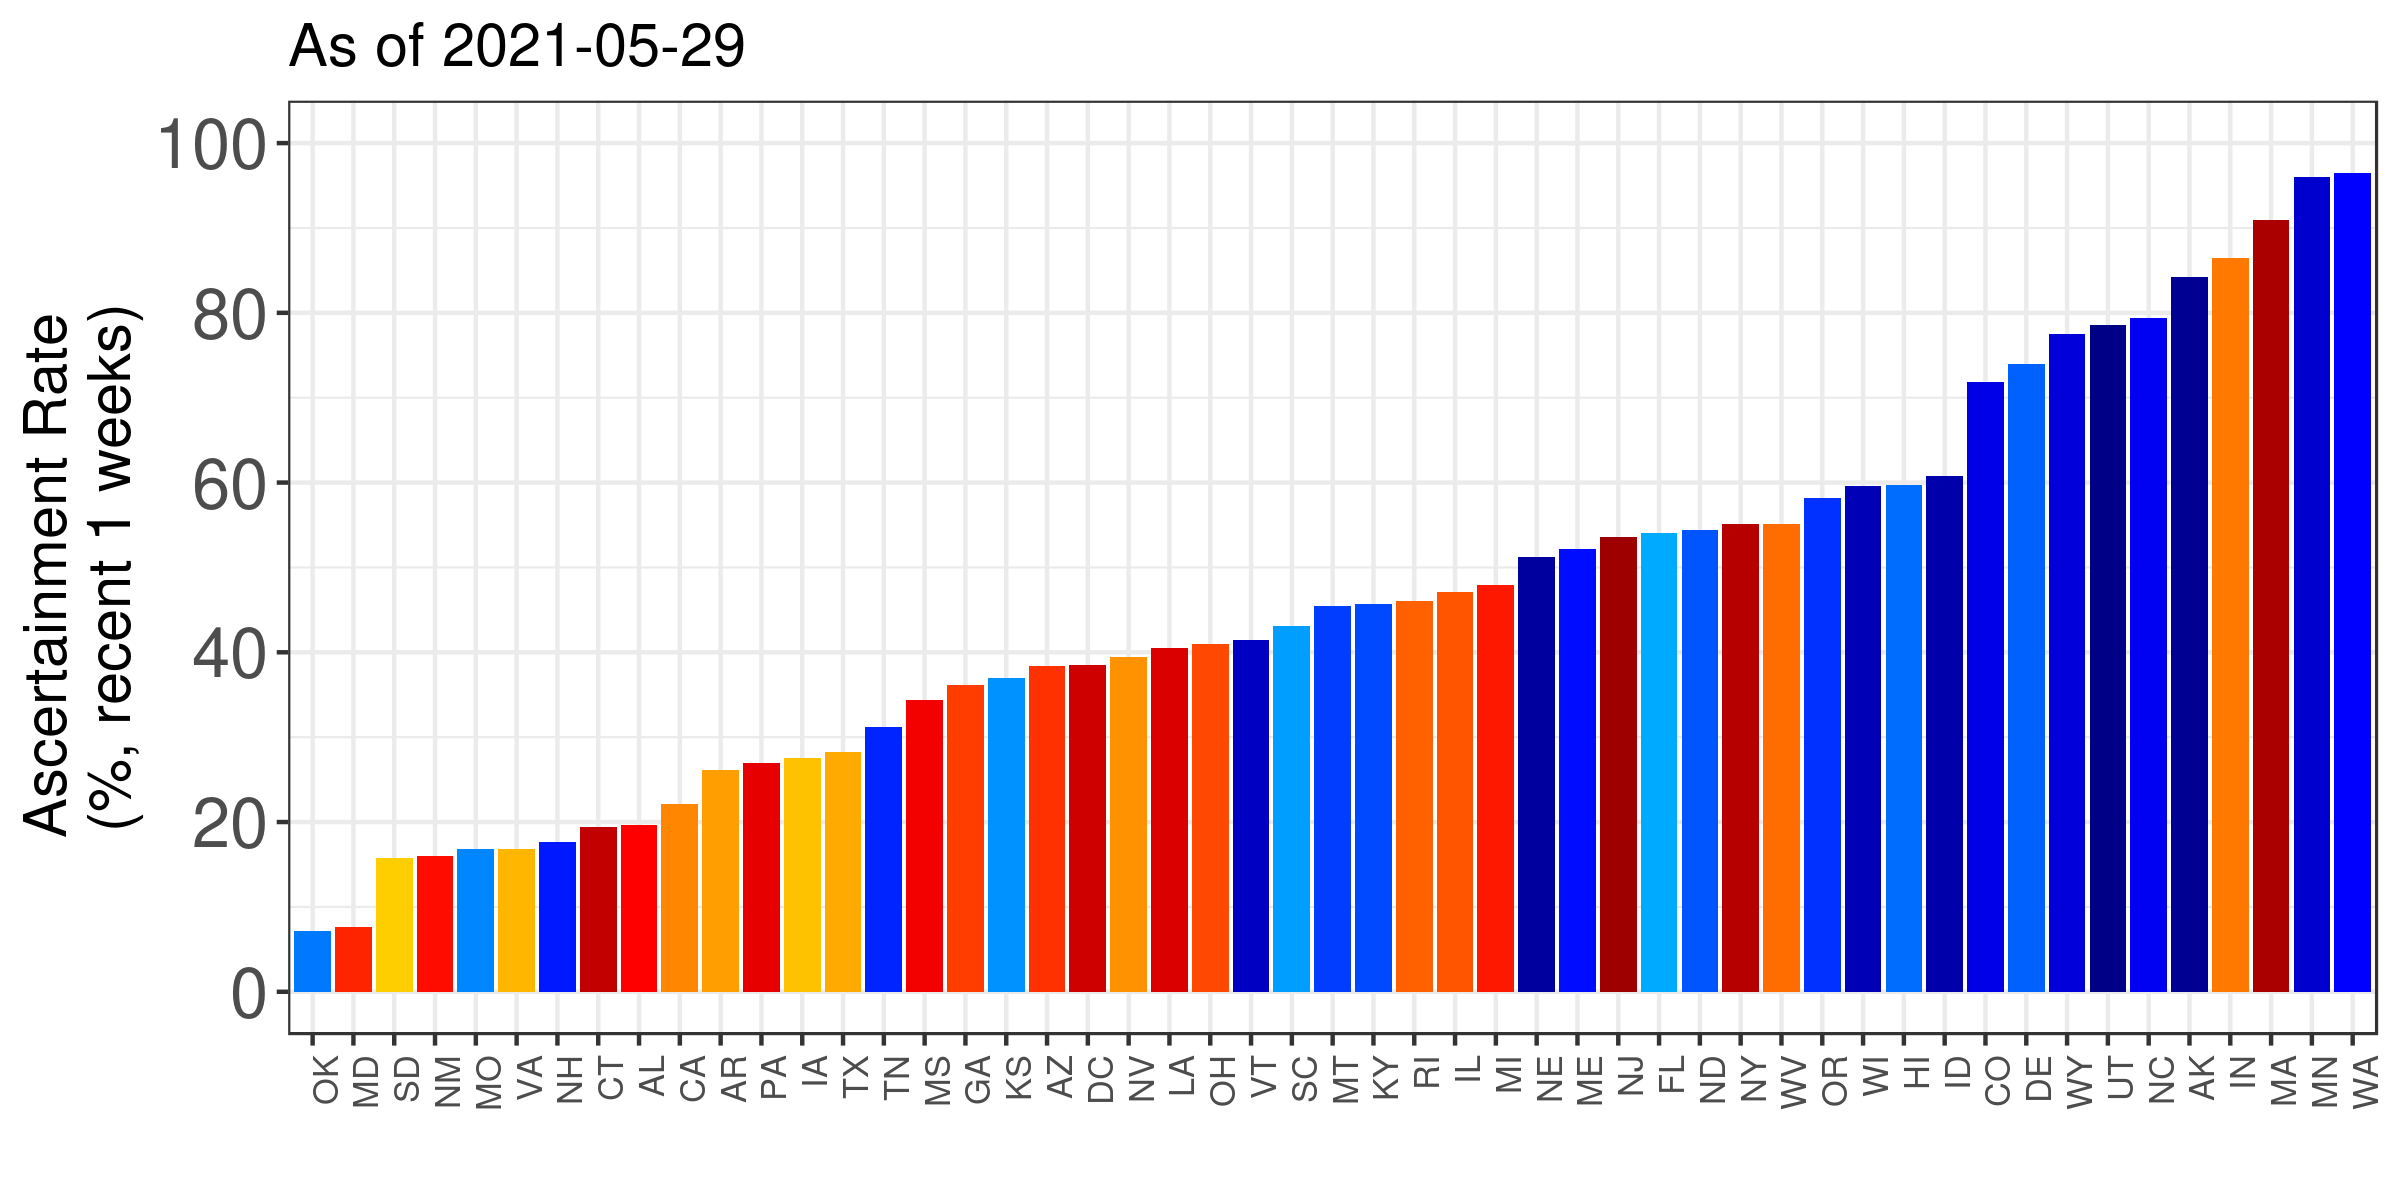 As of 2021-05-29
Ascertainment Rate
(%, recent 1 weeks)
100
80
60
40
20
0
OK MD SD NM MO VA NH CT AL CA AR PA IA TX TN MS GA KS AZ DC NV LA OH VT SC MT KY RI IL MI NE ME NJ FL ND NY WV OR WI HI ID CO DE WY UT NC AK IN MA MN WA